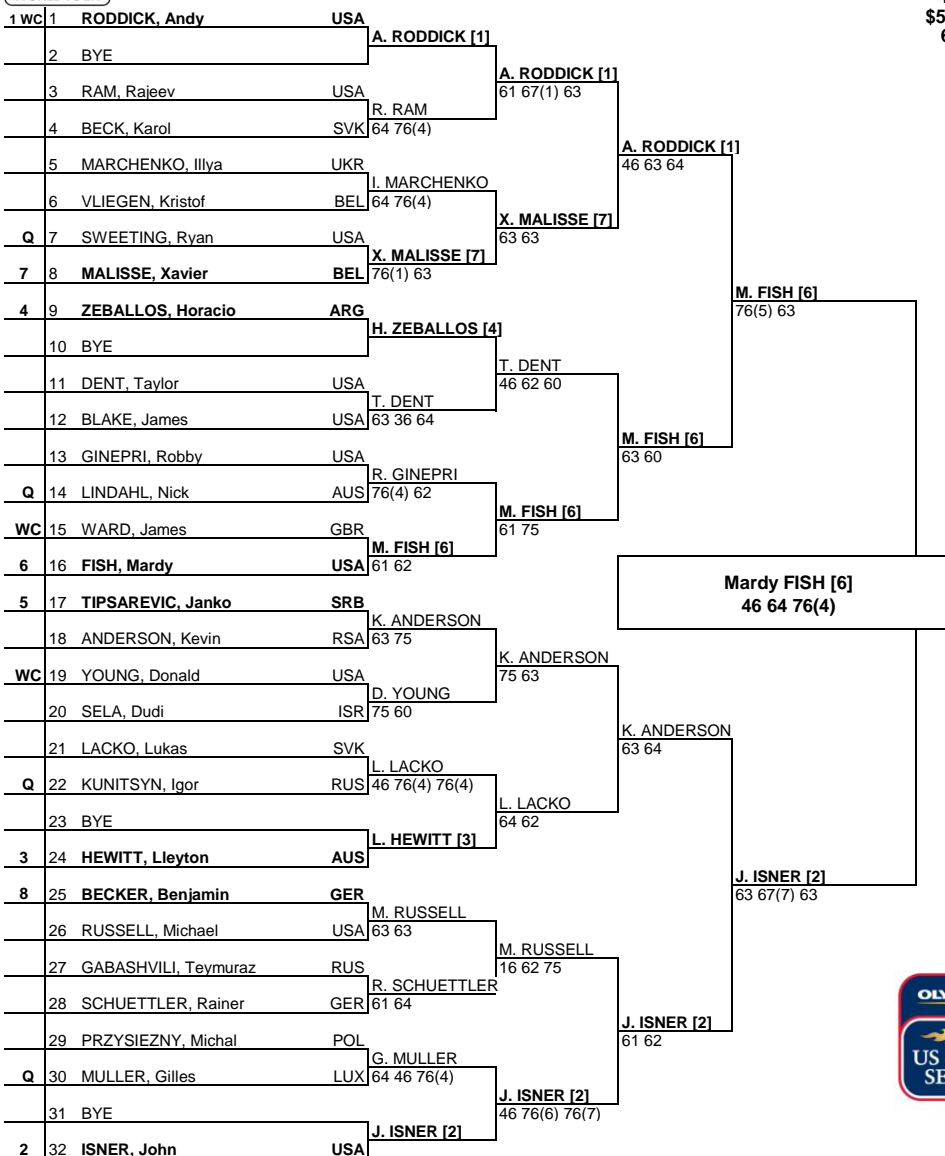 1 WC 1 RODDICK, Andy USA
2 BYE
3 RAM, Rajeev USA
4 BECK, Karol SVK
5 MARCHENKO, Illya UKR
6 VLIEGEN, Kristof BEL
Q 7 SWEETING, Ryan USA
7 8 MALISSE, Xavier BEL
4 9 ZEBALLOS, Horacio ARG
10 BYE
11 DENT, Taylor USA
12 BLAKE, James USA
13 GINEPRI, Robby USA
Q 14 LINDAHL, Nick AUS
WC 15 WARD, James GBR
6 16 FISH, Mardy USA
5 17 TIPSAREVIC, Janko SRB
18 ANDERSON, Kevin RSA
WC 19 YOUNG, Donald USA
20 SELA, Dudi ISR
21 LACKO, Lukas SVK
Q 22 KUNITSYN, Igor RUS
23 BYE
3 24 HEWITT, Lleyton AUS
8 25 BECKER, Benjamin GER
26 RUSSELL, Michael USA
27 GABASHVILI, Teymuraz RUS
28 SCHUETTLER, Rainer GER
29 PRZYSIEZNY, Michal POL
Q 30 MULLER, Gilles LUX
31 BYE
2 32 ISNER, John USA
A. RODDICK [1]
R. RAM
64 76(4)
I. MARCHENKO
64 76(4)
X. MALISSE [7]
76(1) 63
H. ZEBALLOS [4]
T. DENT
63 36 64
R. GINEPRI
76(4) 62
M. FISH [6]
61 62
K. ANDERSON
63 75
D. YOUNG
75 60
L. LACKO
46 76(4) 76(4)
L. HEWITT [3]
M. RUSSELL
63 63
R. SCHUETTLER
61 64
G. MULLER
64 46 76(4)
J. ISNER [2]
A. RODDICK [1]
61 67(1) 63
X. MALISSE [7]
63 63
T. DENT
46 62 60
M. FISH [6]
61 75
K. ANDERSON
75 63
L. LACKO
64 62
M. RUSSELL
16 62 75
J. ISNER [2]
46 76(6) 76(7)
A. RODDICK [1]
46 63 64
M. FISH [6]
63 60
K. ANDERSON
63 64
J. ISNER [2]
61 62
M. FISH [6]
76(5) 63
J. ISNER [2]
63 67(7) 63
Mardy FISH [6]
46 64 76(4)
$5
6
OLY
US
SE